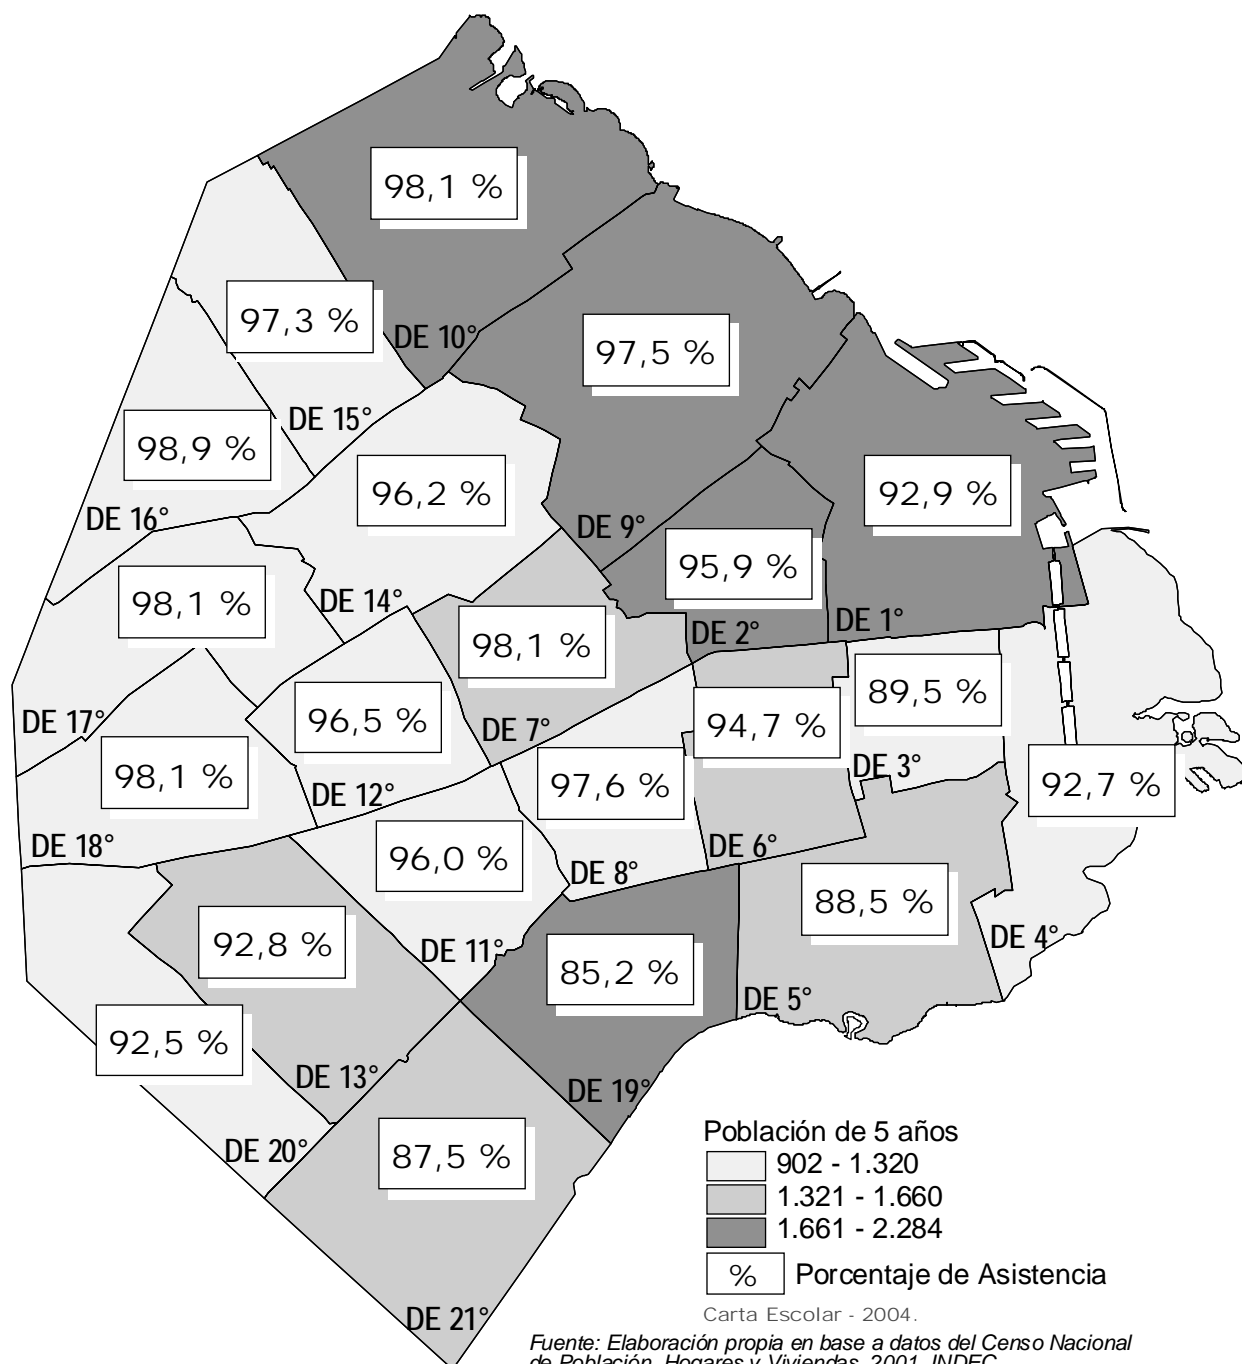 98,1 %
DE 10°
97,3 %
DE 15°
97,5 %
DE 9°
98,9 %
DE 16°
96,2 %
DE 14°
92,9 %
DE 1°
95,9 %
DE 2°
98,1 %
DE 17°
98,1 %
DE 7°
89,5 %
DE 3°
96,5 %
DE 12°
94,7 %
DE 6°
98,1 %
DE 18°
97,6 %
DE 8°
92,7 %
DE 4°
96,0 %
DE 11°
88,5 %
DE 5°
92,8 %
DE 13°
85,2 %
DE 19°
92,5 %
DE 20°
87,5 %
DE 21°
Población de 5 años
902 - 1.320
1.321 - 1.660
1.661 - 2.284
% Porcentaje de Asistencia
Carta Escolar - 2004.
Fuente: Elaboración propia en base a datos del Censo Nacional
de Población, Hogares y Viviendas, 2001. INDEC